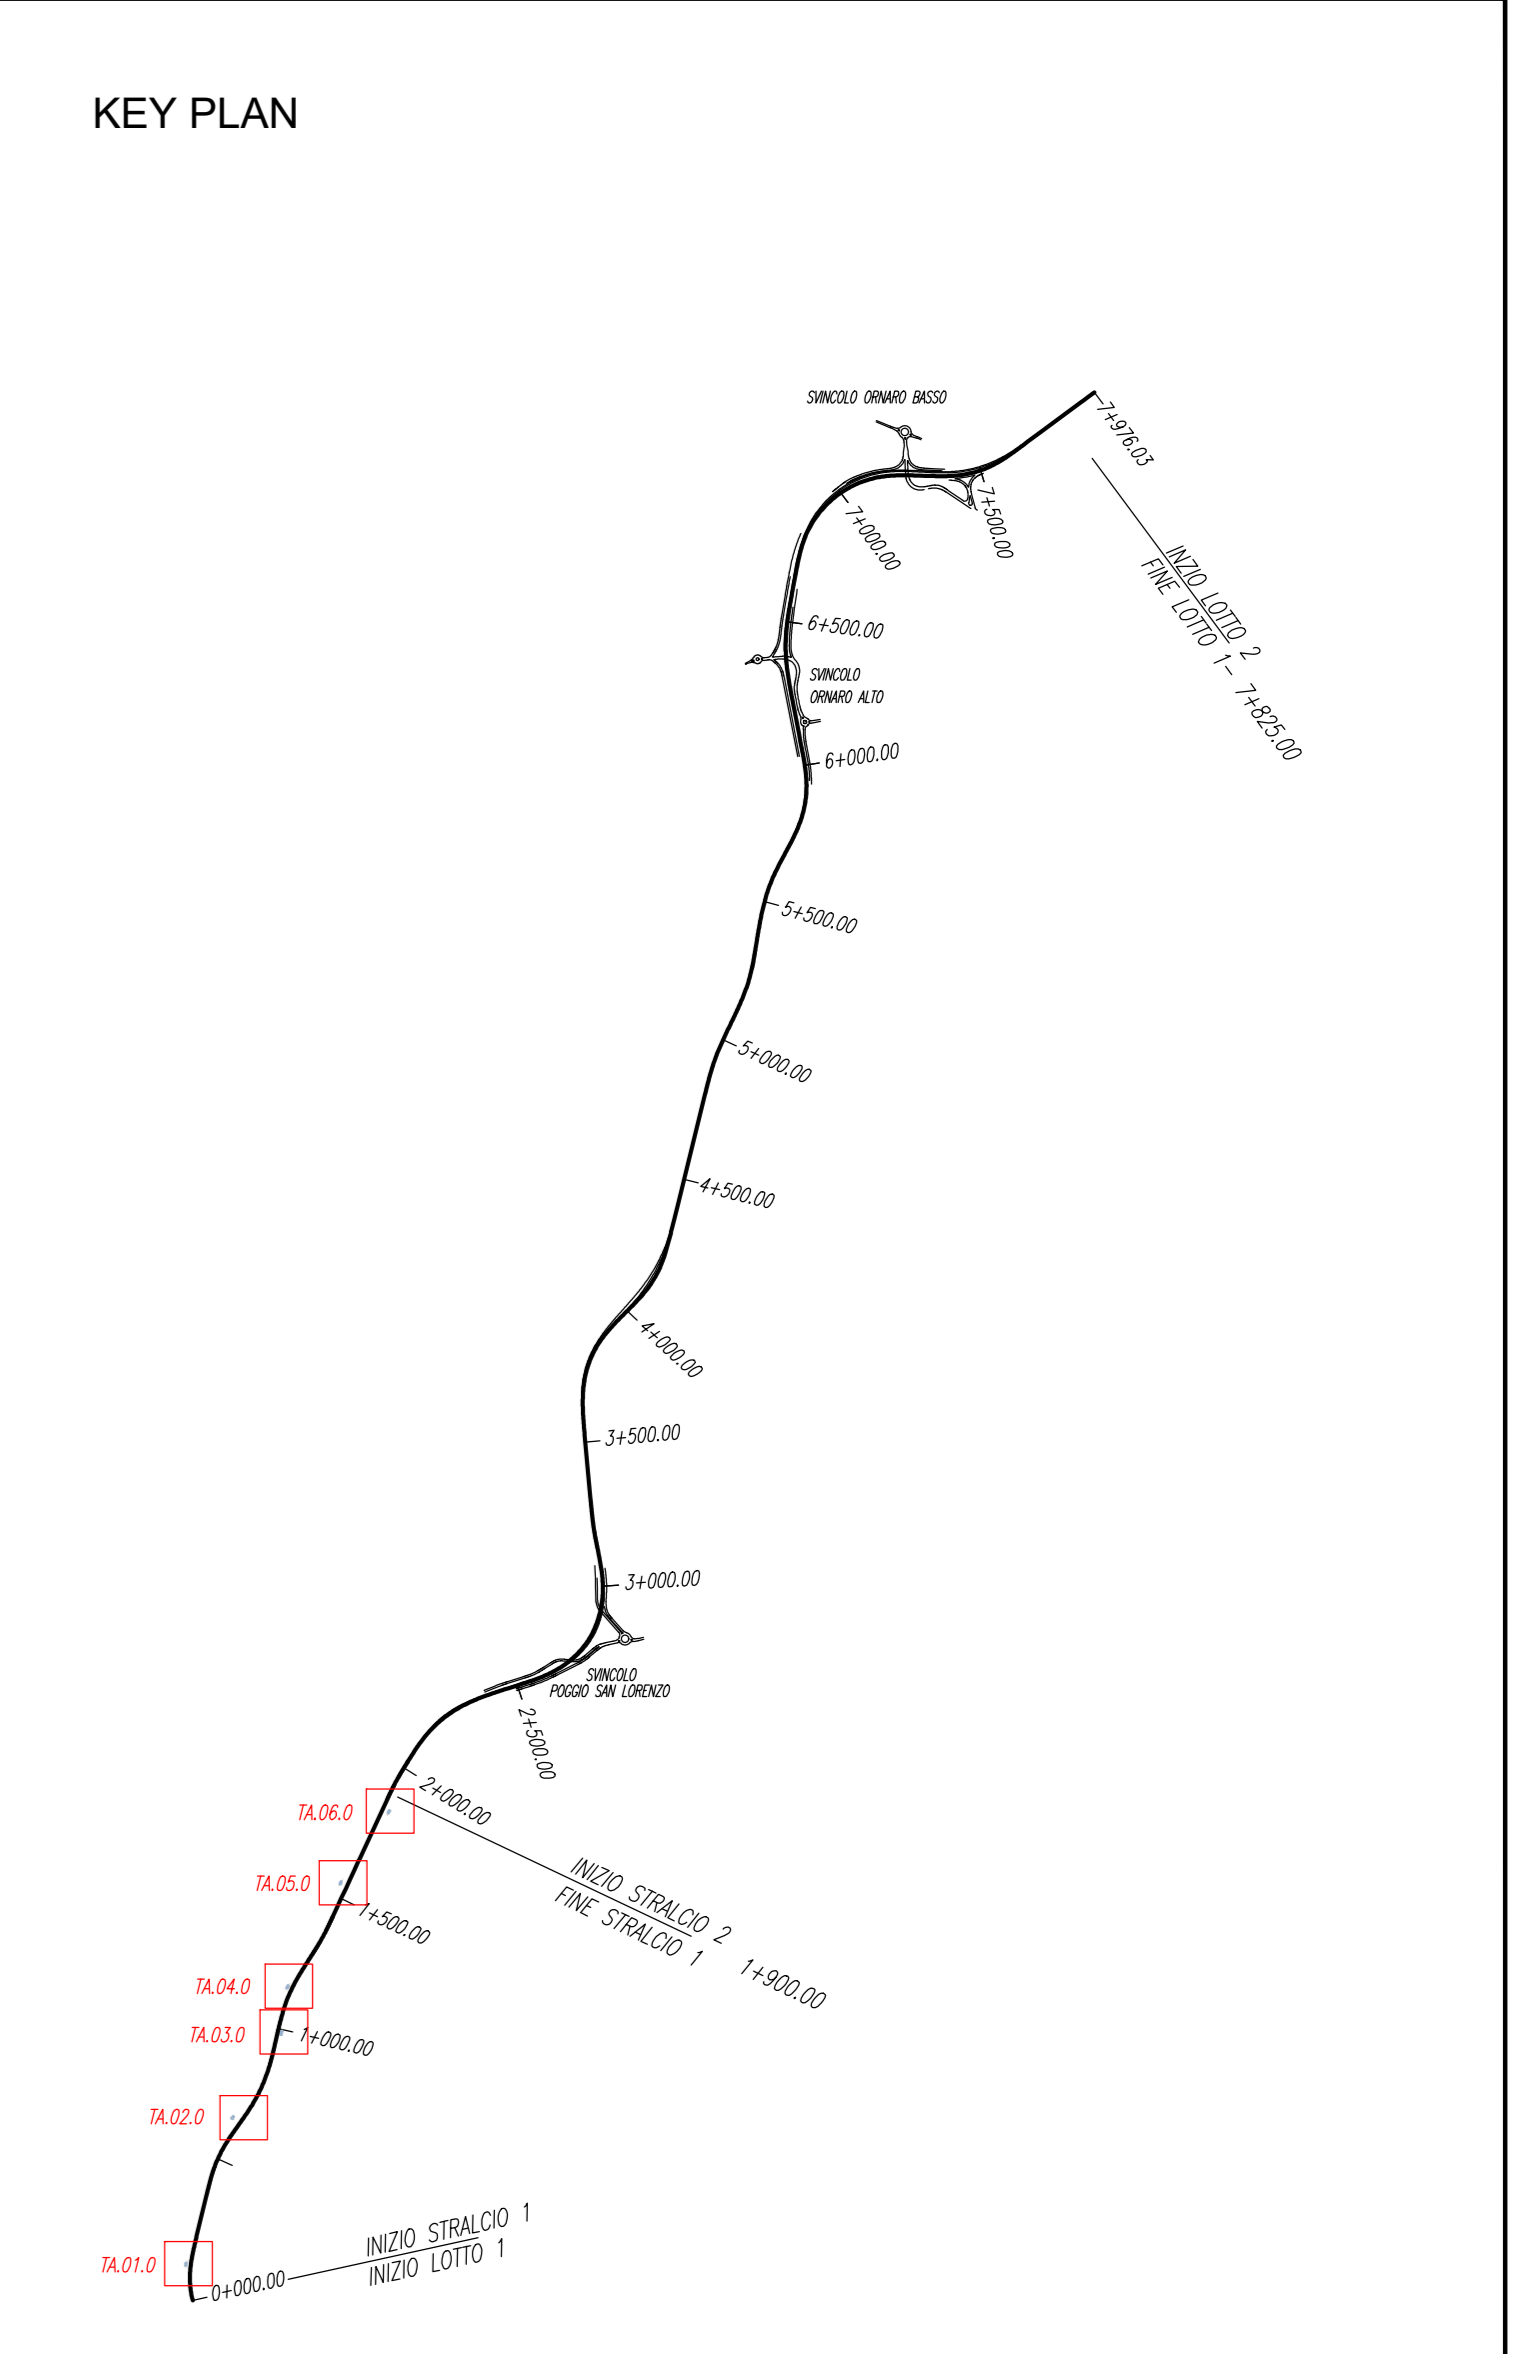 KEY PLAN
SVINCOLO ORNARO BASSO
7+976.03
7+500.00
7+000.00
INZIO LOTTO 2
FINE LOTTO 1- 7+825.00
6+500.00
SVINCOLO
ORNARO ALTO
6+000.00
5+500.00
5+000.00
4+500.00
4+000.00
3+500.00
3+000.00
SVINCOLO
POGGIO SAN LORENZO
2+500.00
2+000.00
TA.06.0
INIZIO STRALCIO 2
FINE STRALCIO 1
1+900.00
TA.05.0
1+500.00
TA.04.0
TA.03.0
1+000.00
TA.02.0
INIZIO STRALCIO 1
INIZIO LOTTO 1
TA.01.0
0+000.00